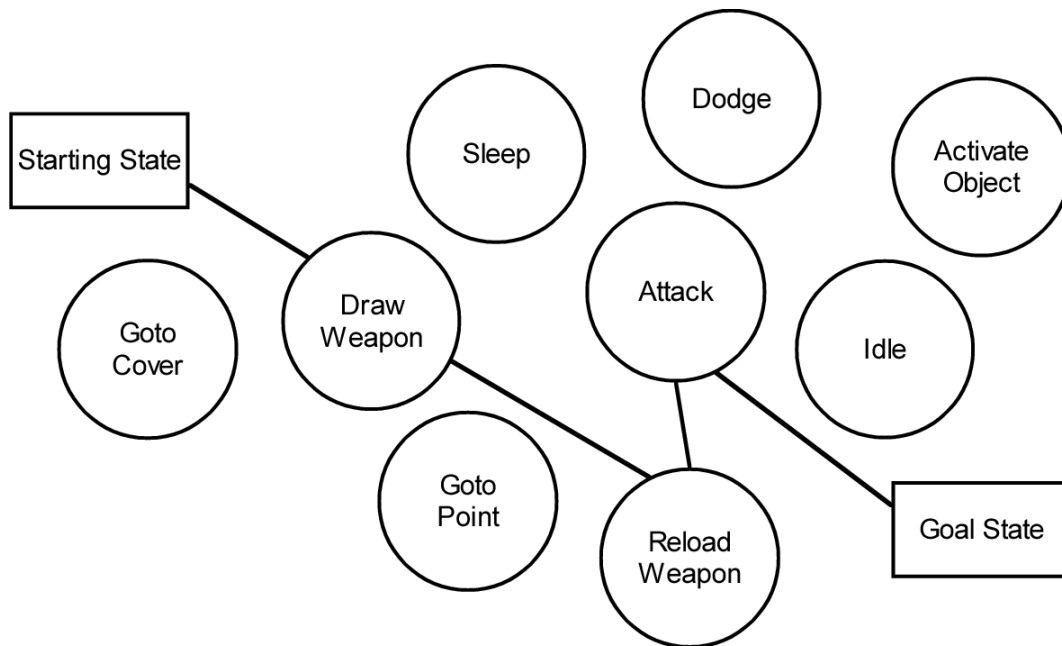 Starting State
Sleep
Dodge
Activate
Object
Goto
Cover
Draw
Weapon
Attack
Idle
Goto
Point
Reload
Weapon
Goal State